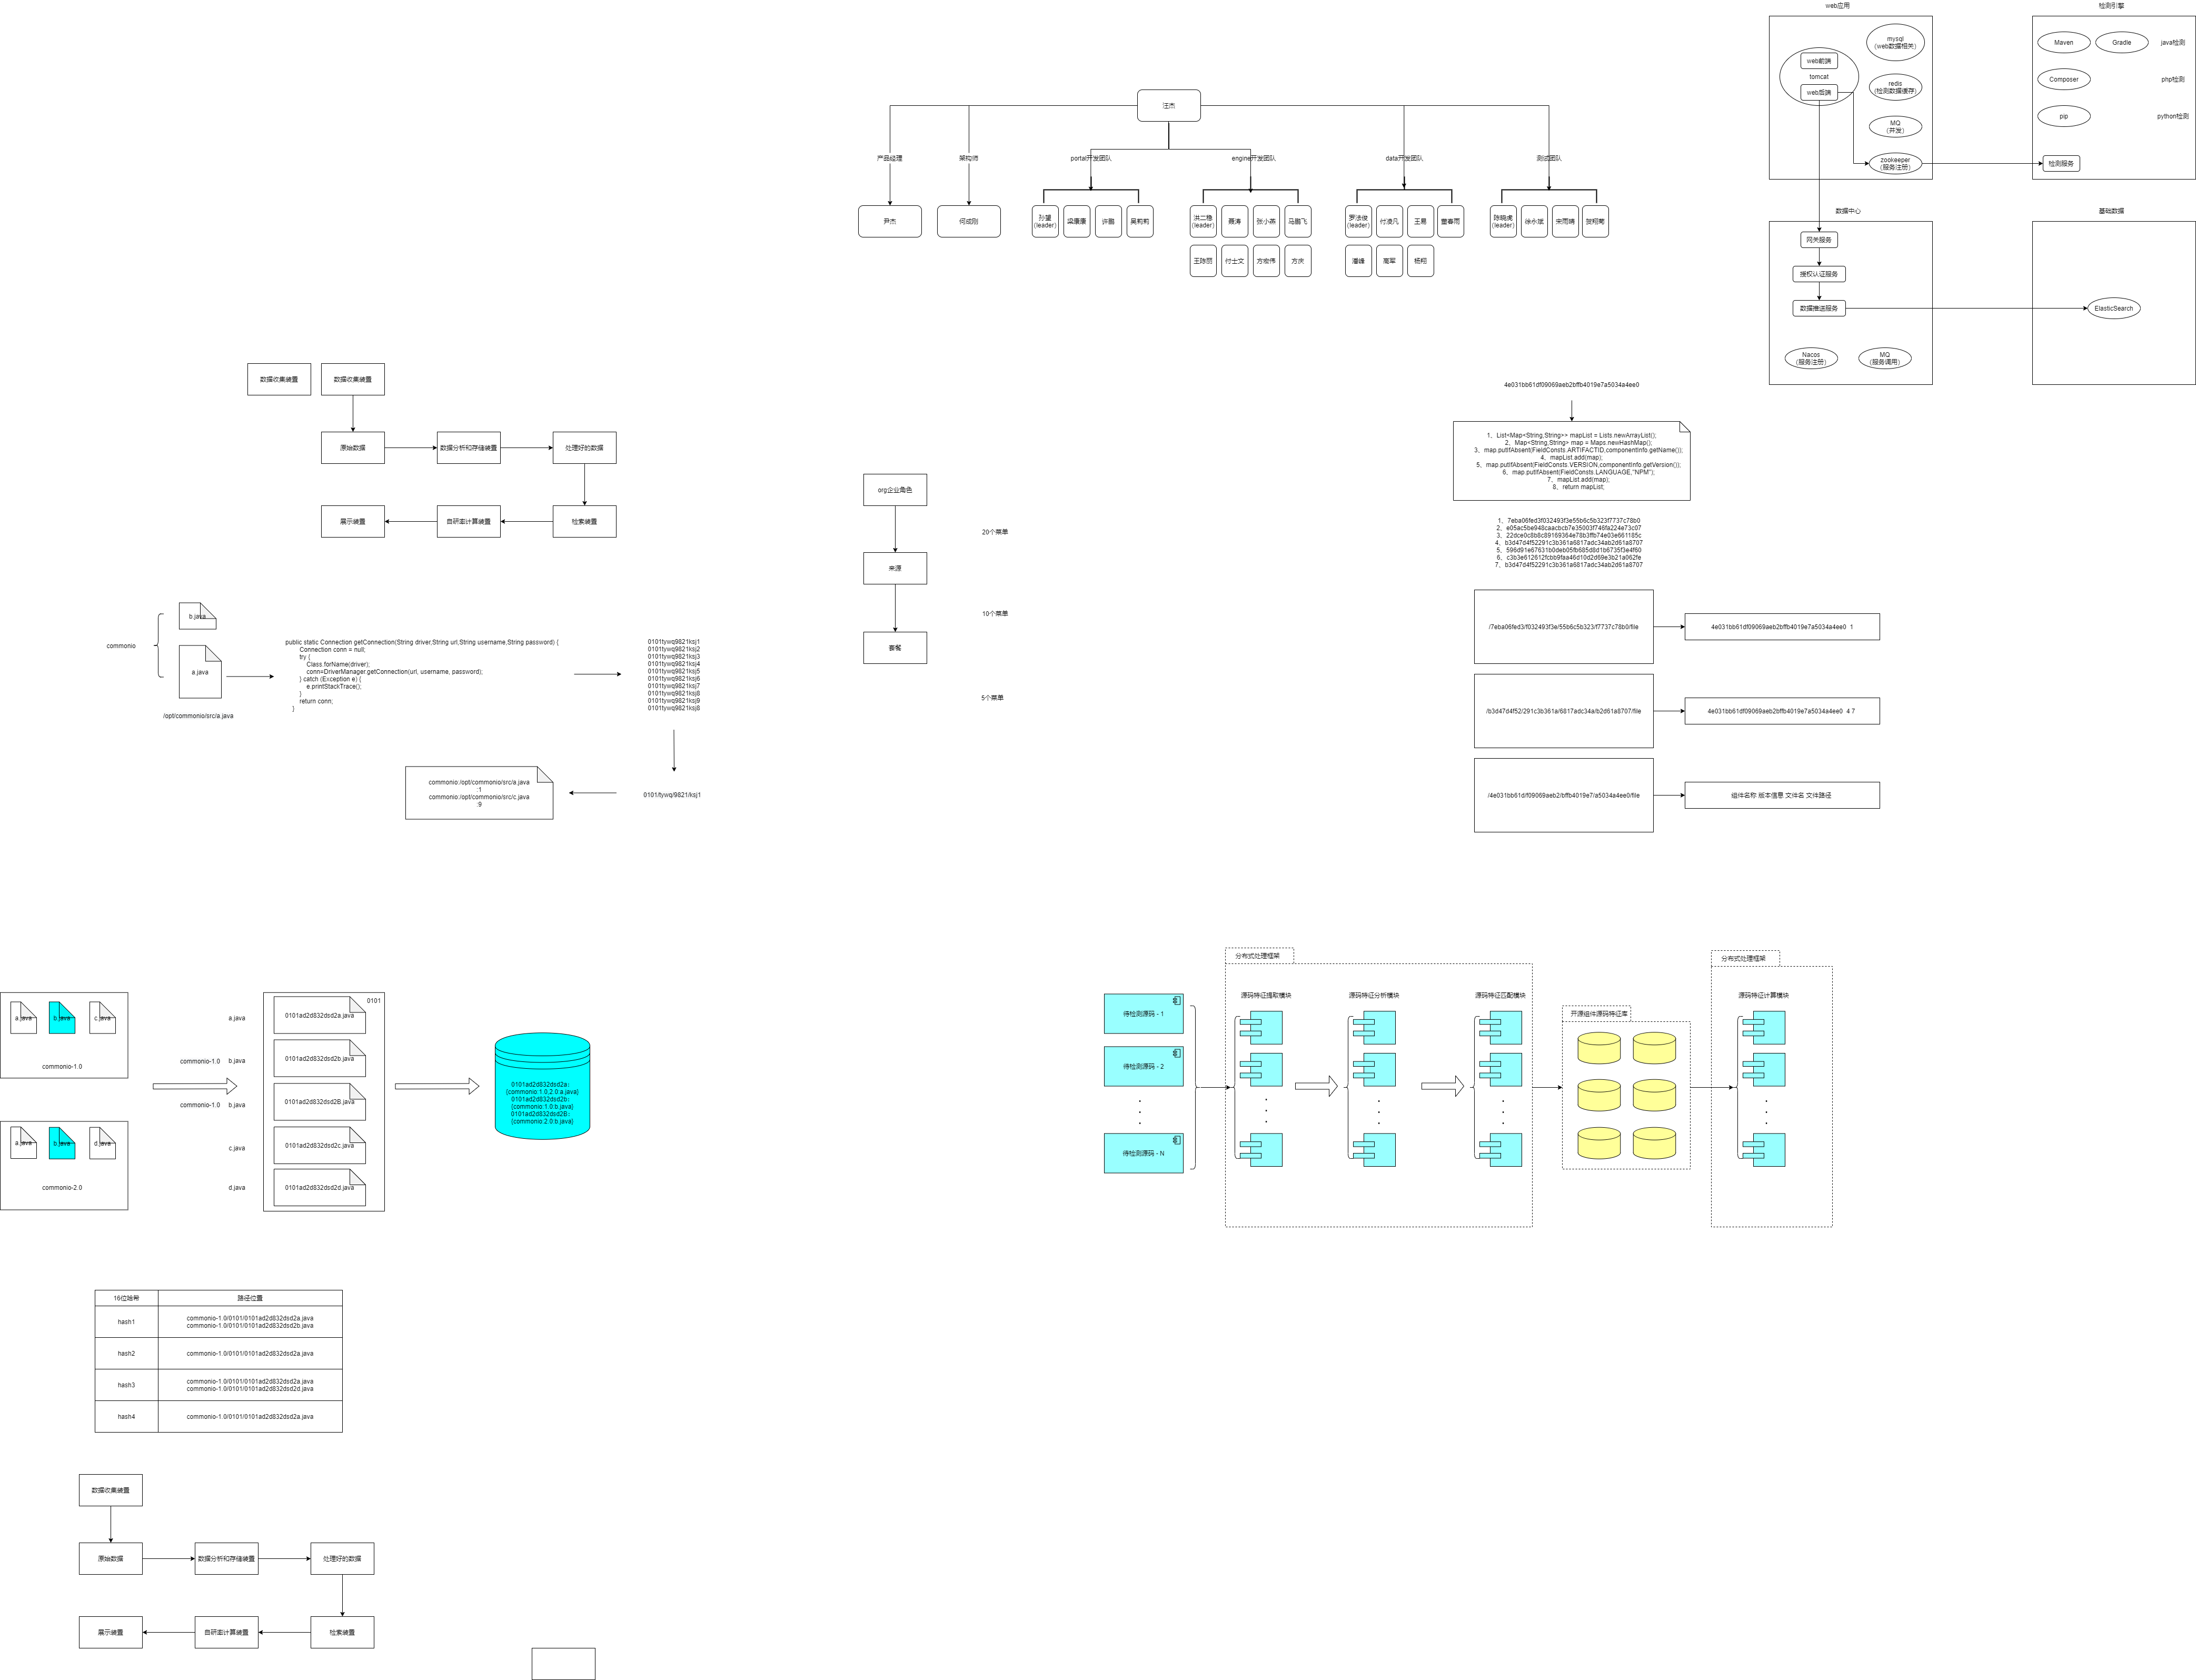 web应用
检测引擎
mysql
(web数据相关)
web前端
tomcat
web后端
redis
(检测数据缓存)
MQ
(并发)
zookeeper
(服务注册)
Maven
Gradle
java检测
Composer
php检测
pip
python检测
检测服务
汪杰
产品经理
架构师
portal开发团队
engine开发团队
data开发团队
测试团队
尹杰
何成刚
孙望
(leader)
梁康康
许鹏
吴莉莉
洪二稳
(leader)
聂涛
张小燕
马鹏飞
罗法俊
(leader)
付凌凡
王易
曹春雨
陈晓虎
(leader)
徐永斌
宋雨晴
贺翔菊
王陈丽
付士文
方俊伟
方庆
潘峰
高军
杨翔
数据中心
基础数据
网关服务
授权认证服务
数据推送服务
ElasticSearch
Nacos
(服务注册)
MQ
(服务调用)
数据收集装置
数据收集装置
原始数据
数据分析和存储装置
处理好的数据
展示装置
自研率计算装置
检索装置
org企业角色
20个菜单
来源
10个菜单
套餐
5个菜单
4e031bb61df09069aeb2bffb4019e7a5034a4ee0
1、List<Map<String,String>> mapList = Lists.newArrayList();
2、Map<String,String> map = Maps.newHashMap();
3、map.putIfAbsent(FieldConsts.ARTIFACTID,componentInfo.getName());
4、mapList.add(map);
5、map.putIfAbsent(FieldConsts.VERSION,componentInfo.getVersion());
6、map.putIfAbsent(FieldConsts.LANGUAGE,"NPM");
7、mapList.add(map);
8、return mapList;
1、7eba06fed3f032493f3e55b6c5b323f7737c78b0
2、e05ac5be948caacbcb7e35003f746fa224e73c07
3、22dce0c8b8c89169364e78b3ffb74e03e661185c
4、b3d47d4f52291c3b361a6817adc34ab2d61a8707
5、596d91e67631b0deb05fb685d8d1b6735f3e4f60
6、c3b3e612612fcbb9faa46d10d2d69e3b21a062fe
7、b3d47d4f52291c3b361a6817adc34ab2d61a8707
/7eba06fed3/f032493f3e/55b6c5b323/f7737c78b0/file
4e031bb61df09069aeb2bffb4019e7a5034a4ee0 1
/b3d47d4f52/291c3b361a/6817adc34a/b2d61a8707/file
4e031bb61df09069aeb2bffb4019e7a5034a4ee0 4 7
/4e031bb61d/f09069aeb2/bffb4019e7/a5034a4ee0/file
组件名称 版本信息 文件名 文件路径
commonio
b.java
a.java
/opt/commonio/src/a.java
public static Connection getConnection(String driver,String url,String username,String password) {
Connection conn = null;
try {
Class.forName(driver);
conn=DriverManager.getConnection(url, username, password);
} catch (Exception e) {
e.printStackTrace();
}
return conn;
}
0101tywq9821ksj1
0101tywq9821ksj2
0101tywq9821ksj3
0101tywq9821ksj4
0101tywq9821ksj5
0101tywq9821ksj6
0101tywq9821ksj7
0101tywq9821ksj8
0101tywq9821ksj9
0101tywq9821ksj8
0101/tywq/9821/ksj1
commonio:/opt/commonio/src/a.java
:1
commonio:/opt/commonio/src/c.java
:9
a.java
b.java
c.java
commonio-1.0
a.java
b.java
d.java
commonio-2.0
a.java
commonio-1.0 b.java
commonio-1.0 b.java
c.java
d.java
0101
0101ad2d832dsd2a.java
0101ad2d832dsd2b.java
0101ad2d832dsd2B.java
0101ad2d832dsd2c.java
0101ad2d832dsd2d.java
0101ad2d832dsd2a:
{commonio:1.0,2.0:a.java}
0101ad2d832dsd2b:
{commonio:1.0:b.java}
0101ad2d832dsd2B:
{commonio:2.0:b.java}
分布式处理框架
分布式处理框架
待检测源码 - 1
待检测源码 - 2
待检测源码 - N
源码特征提取模块
源码特征分析模块
源码特征匹配模块
开源组件源码特征库
源码特征计算模块
16位哈希
路径位置
hash1
commonio-1.0/0101/0101ad2d832dsd2a.java
commonio-1.0/0101/0101ad2d832dsd2b.java
hash2
commonio-1.0/0101/0101ad2d832dsd2a.java
hash3
commonio-1.0/0101/0101ad2d832dsd2a.java
commonio-1.0/0101/0101ad2d832dsd2d.java
hash4
commonio-1.0/0101/0101ad2d832dsd2a.java
数据收集装置
原始数据
数据分析和存储装置
处理好的数据
展示装置
自研率计算装置
检索装置